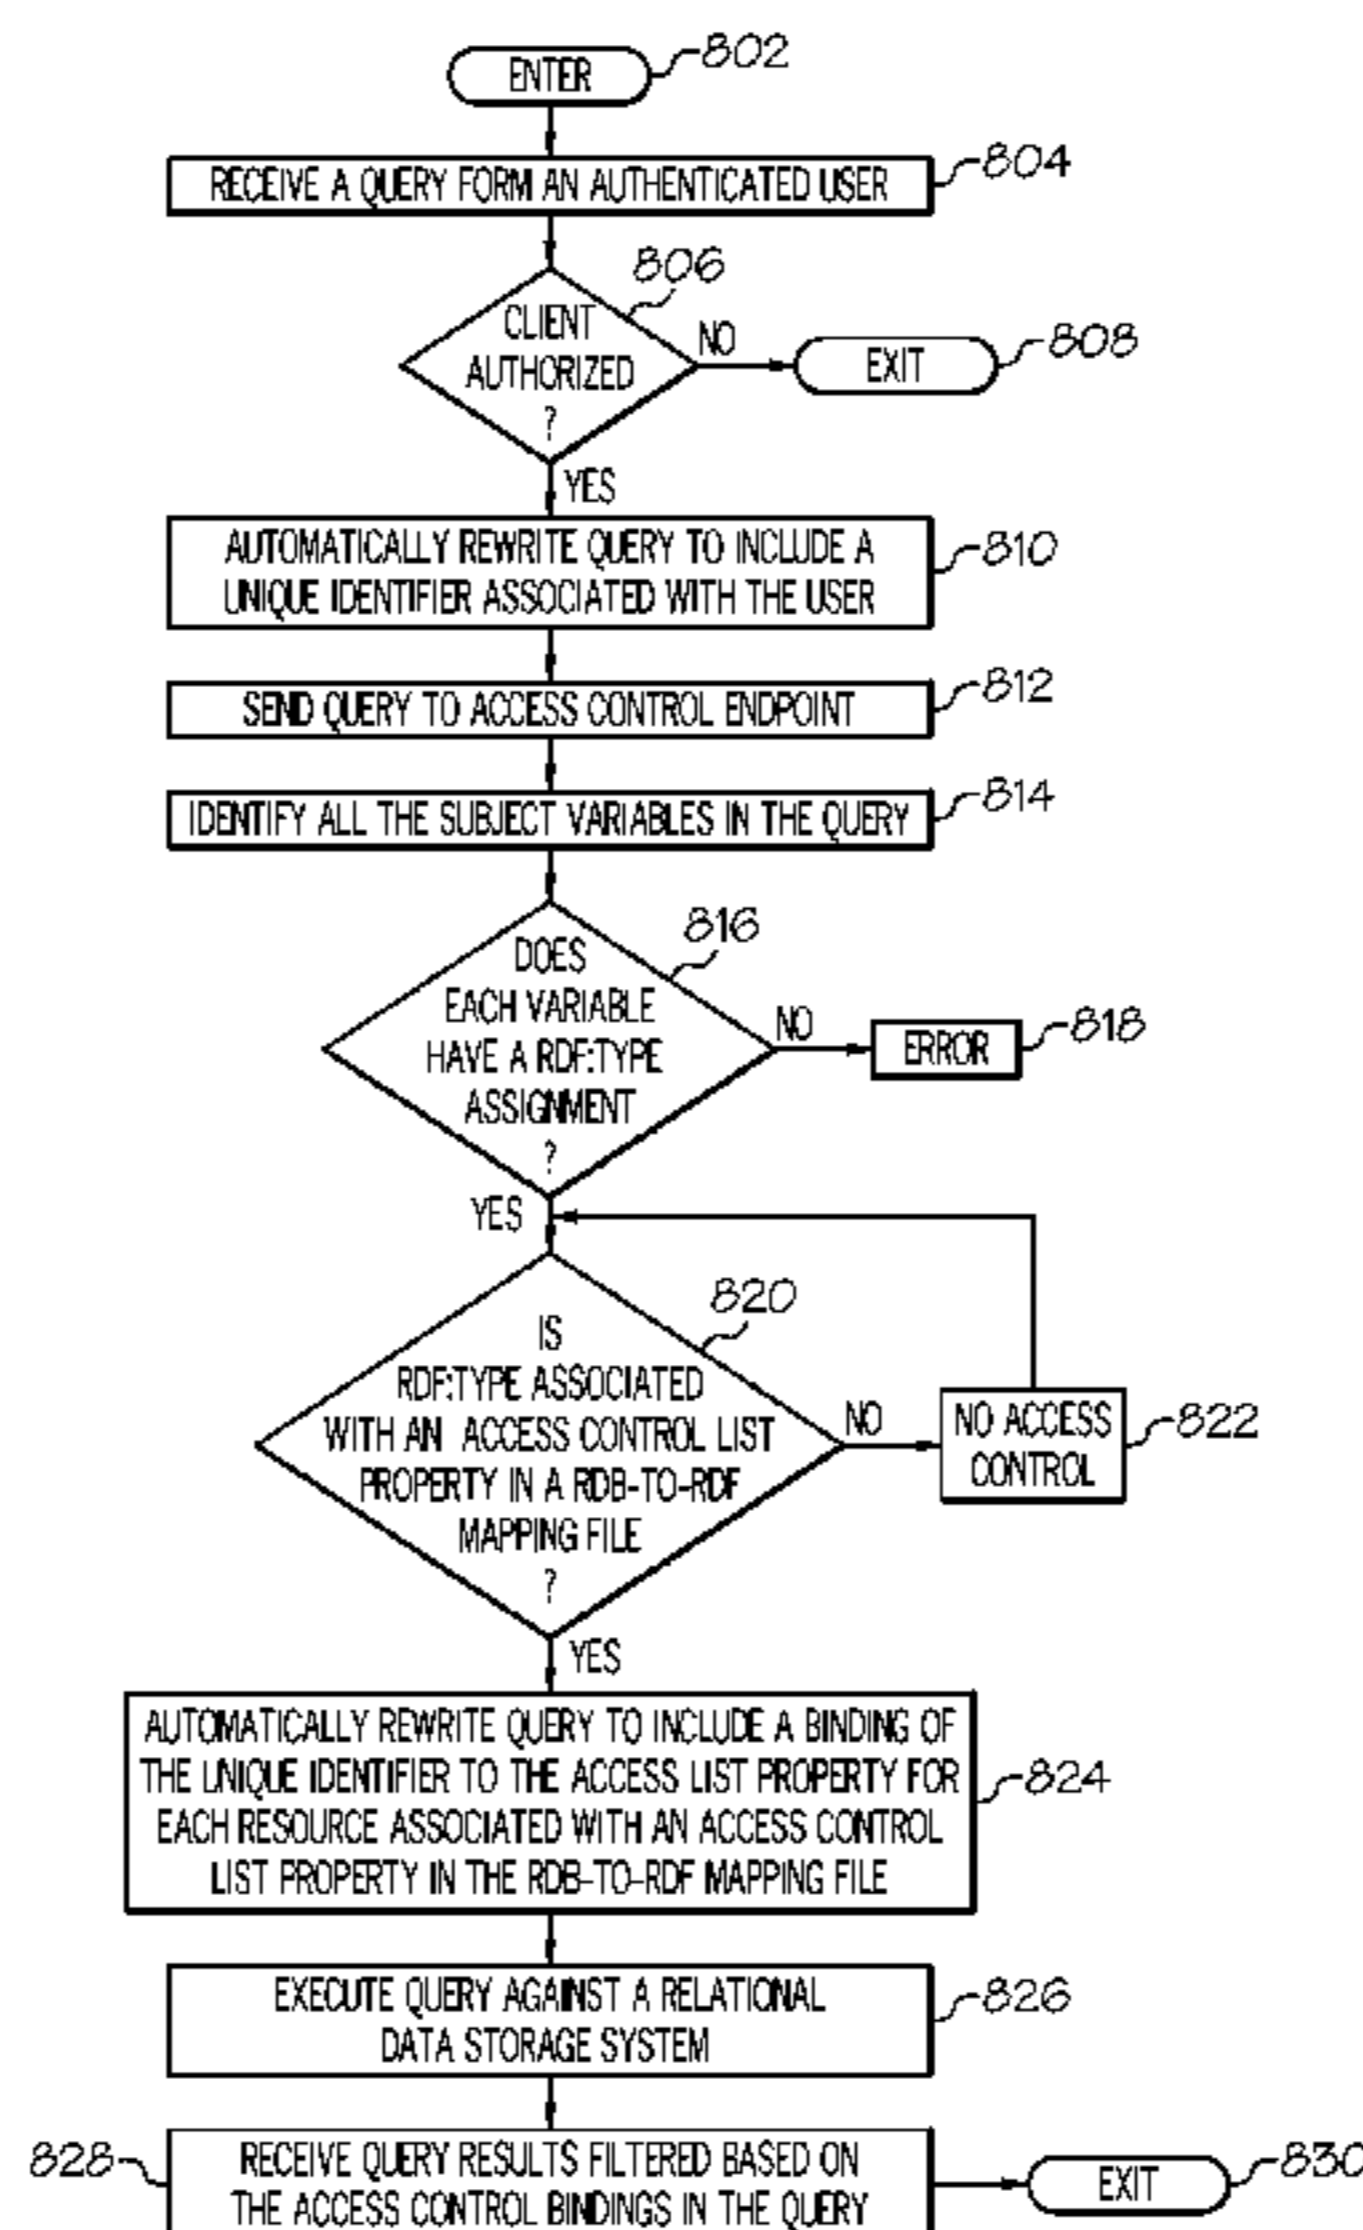 ENTER
802
RECEIVE A QUERY FORM AN AUTHENTICATED USER
804
806
CLIENT
AUTHORIZED
?
NO
EXIT
808
YES
AUTOMATICALLY REWRITE QUERY TO INCLUDE A
UNIQUE IDENTIFIER ASSOCIATED WITH THE USER
810
SEND QUERY TO ACCESS CONTROL ENDPOINT
812
IDENTIFY ALL THE SUBJECT VARIABLES IN THE QUERY
814
816
DOES
EACH VARIABLE
HAVE A RDF:TYPE
ASSIGNMENT
?
NO
ERROR
818
YES
820
IS
RDF:TYPE ASSOCIATED
WITH AN ACCESS CONTROL LIST
PROPERTY IN A RDB-TO-RDF
MAPPING FILE
?
NO
NO ACCESS
CONTROL
822
YES
AUTOMATICALLY REWRITE QUERY TO INCLUDE A BINDING OF
THE UNIQUE IDENTIFIER TO THE ACCESS LIST PROPERTY FOR
EACH RESOURCE ASSOCIATED WITH AN ACCESS CONTROL
LIST PROPERTY IN THE RDB-TO-RDF MAPPING FILE
824
EXECUTE QUERY AGAINST A RELATIONAL
DATA STORAGE SYSTEM
826
828
RECEIVE QUERY RESULTS FILTERED BASED ON
THE ACCESS CONTROL BINDINGS IN THE QUERY
EXIT
830